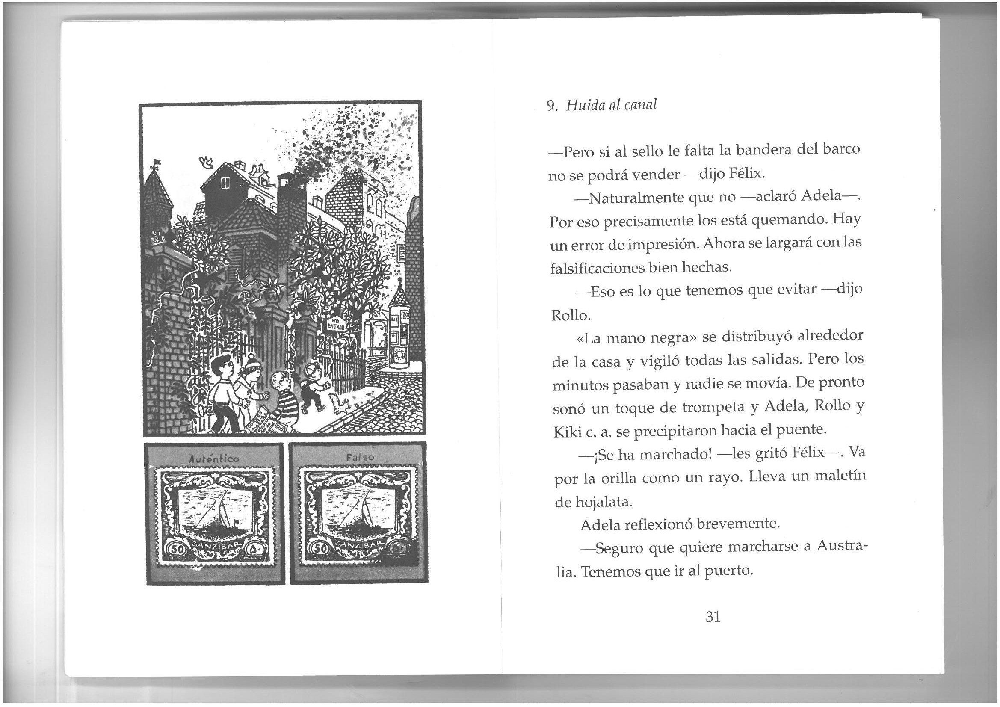 NO
ENTRAR
ZOO
Auténtico
Falso
50
ZANZIBAR
٥٠
RUPIAS
50
ZANZIBAR
RUPIAS
9. Huida al canal
—Pero si al sello le falta la bandera del barco
no se podrá vender —dijo Félix.
—Naturalmente que no —aclaró Adela—.
Por eso precisamente los está quemando. Hay
un error de impresión. Ahora se largará con las
falsificaciones bien hechas.
—Eso es lo que tenemos que evitar —dijo
Rollo.
«La mano negra» se distribuyó alrededor
de la casa y vigiló todas las salidas. Pero los
minutos pasaban y nadie se movía. De pronto
sonó un toque de trompeta y Adela, Rollo y
Kiki c. a. se precipitaron hacia el puente.
—¡Se ha marchado! —les gritó Félix—. Va
por la orilla como un rayo. Lleva un maletín
de hojalata.
Adela reflexionó brevemente.
—Seguro que quiere marcharse a Austra-
lia. Tenemos que ir al puerto.
31